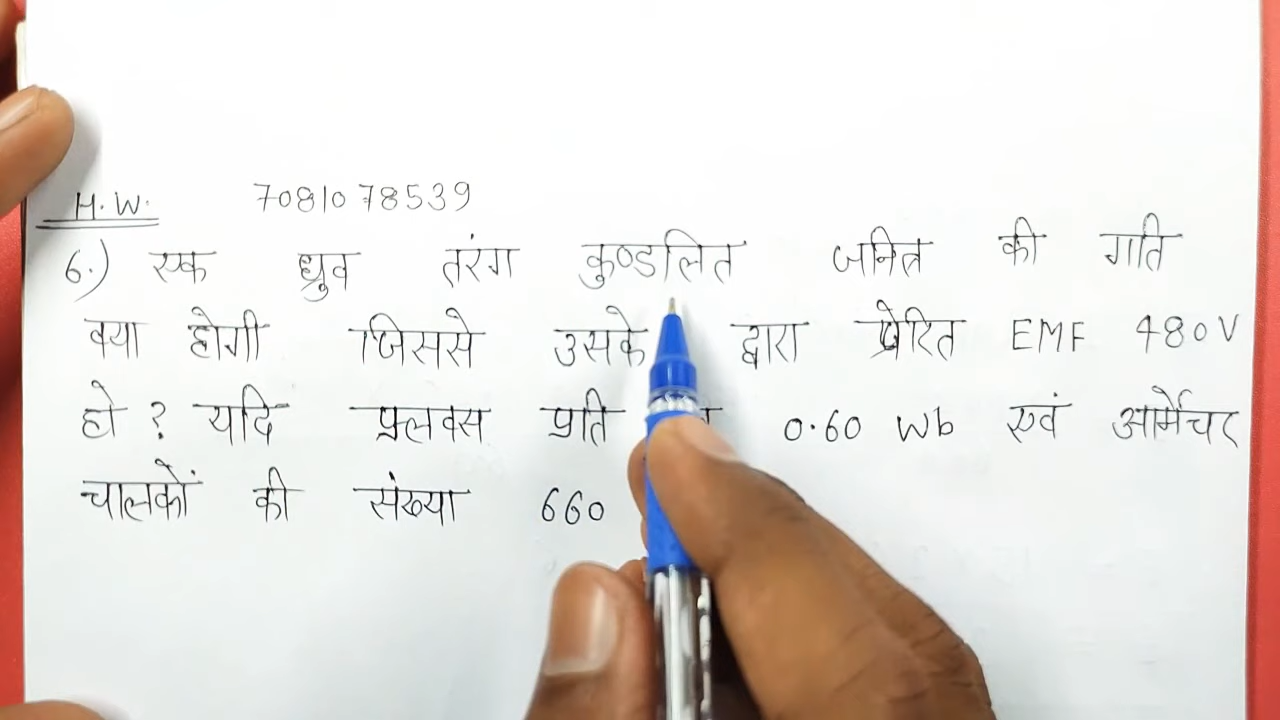 H.W. 7081078539
6.) एक ध्रुव तरंग कुण्डलित जनित्र की गति
क्या होगी जिससे उसके द्वारा प्रेरित EMF 480V
हो ? यदि फ्लक्स प्रति 0.60 Wb एवं आर्मेचर
चालकों की संख्या 660